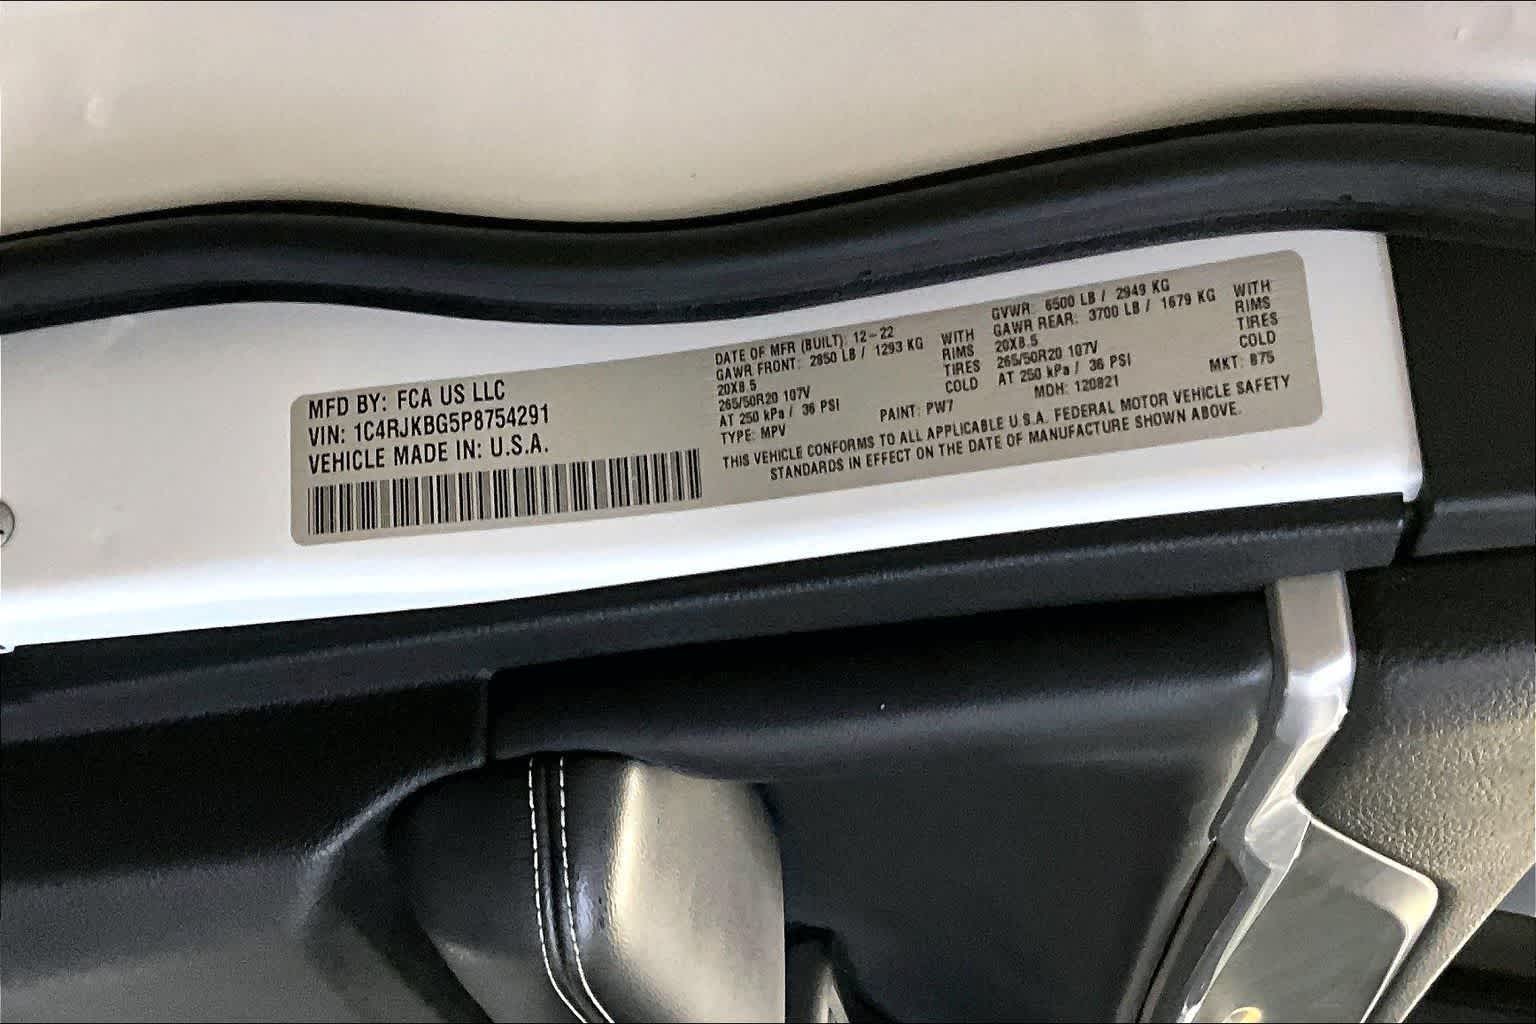 MFD BY: FCA US LLC
VIN: 1C4RJKBG5P8754291
VEHICLE MADE IN: U.S.A.
DATE OF MFR (BUILT): 12-22
GAWR FRONT: 2850 LB / 1293 KG WITH
20X8.5 RIMS
265/50R20 107V TIRES
AT 250 kPa / 36 PSI COLD
TYPE: MPV PAINT: PW7
GVWR: 6500 LB / 2949 KG
GAWR REAR: 3700 LB / 1679 KG WITH
20X8.5 RIMS
265/50R20 107V TIRES
AT 250 kPa / 36 PSI COLD
MDH: 120821 MKT: B75
THIS VEHICLE CONFORMS TO ALL APPLICABLE U.S.A. FEDERAL MOTOR VEHICLE SAFETY
STANDARDS IN EFFECT ON THE DATE OF MANUFACTURE SHOWN ABOVE.